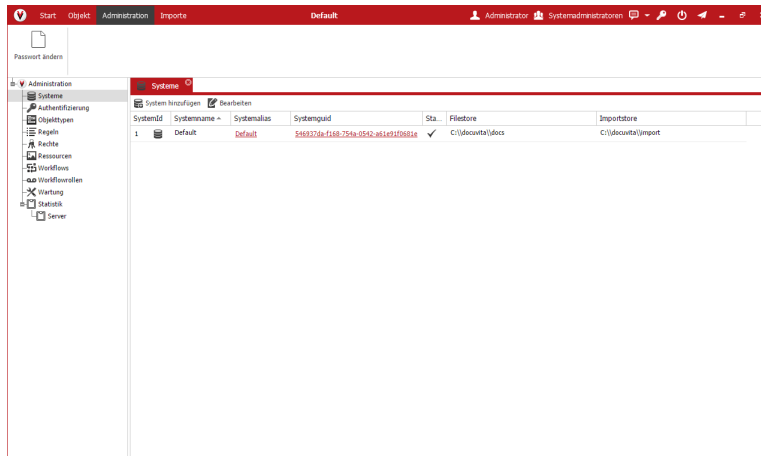 Start Objekt Administration Importe Default Administrator Systemadministratoren
Passwort ändern
Administration
Systeme
Authentifizierung
Objekttypen
Regeln
Rechte
Ressourcen
Workflows
Workflowrollen
Wartung
Statistik
Server
Systeme
System hinzufügen Bearbeiten
SystemId Systemname Systemalias Systemguid Sta... Filestore Importstore
1 Default Default 546937da-f168-754a-0542-a61e91f0681e C:\\docuvita\\docs C:\\docuvita\\import